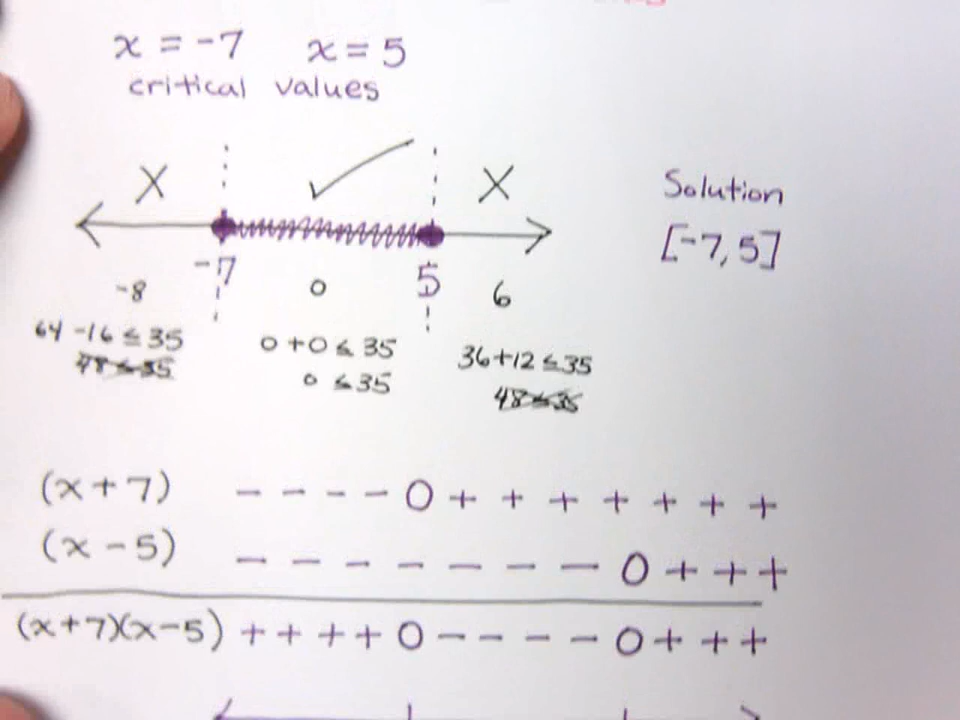 x = -7 x = 5
critical values
X ✓ X
Solution
[-7, 5]
-7 5
-8 0 6
64 -16 ≤ 35 0 +0 ≤ 35 36+12 ≤35
48 ≤ 35 0 ≤35 48 ≤ 35
(x + 7) - - - - 0 + + + + + + +
(x - 5) - - - - - - - - 0 + + +
(x+7)(x-5) + + + + 0 - - - - 0 + + +